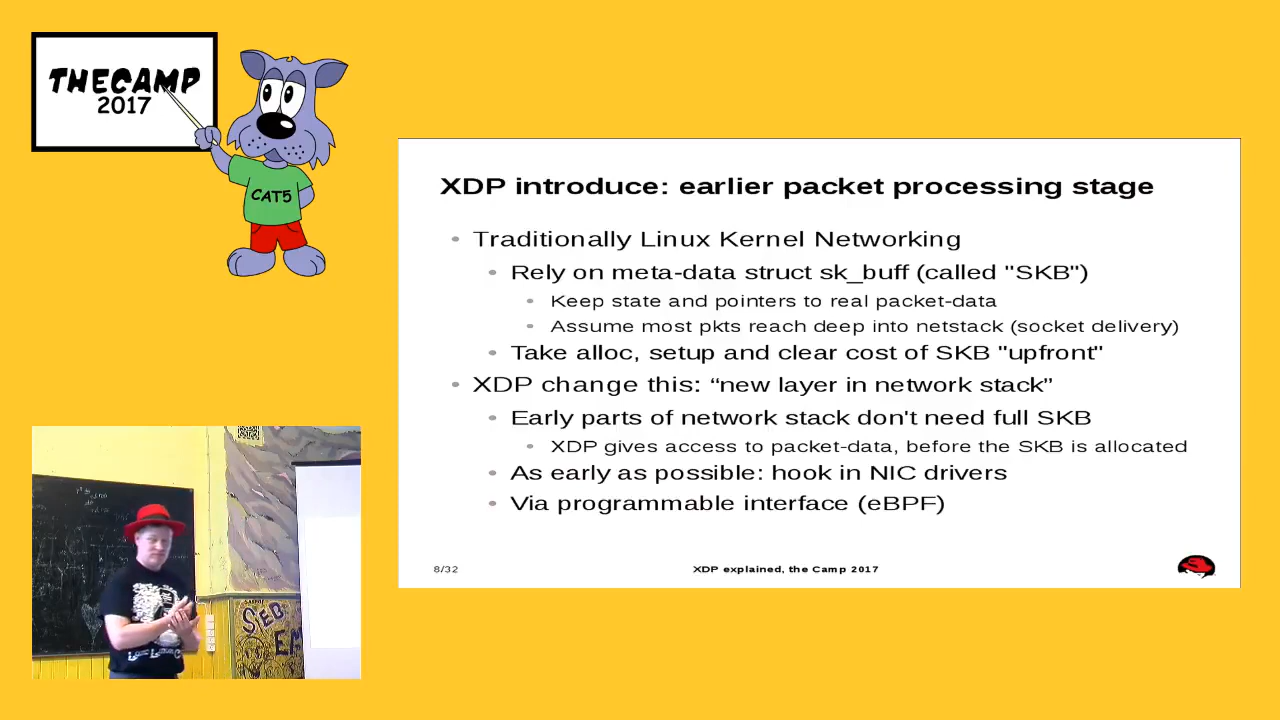 THECAMP
2017
CAT5
XDP introduce: earlier packet processing stage
Traditionally Linux Kernel Networking
Rely on meta-data struct sk_buff (called "SKB")
Keep state and pointers to real packet-data
Assume most pkts reach deep into netstack (socket delivery)
Take alloc, setup and clear cost of SKB "upfront"
XDP change this: “new layer in network stack”
Early parts of network stack don't need full SKB
XDP gives access to packet-data, before the SKB is allocated
As early as possible: hook in NIC drivers
Via programmable interface (eBPF)
8/32
XDP explained, the Camp 2017